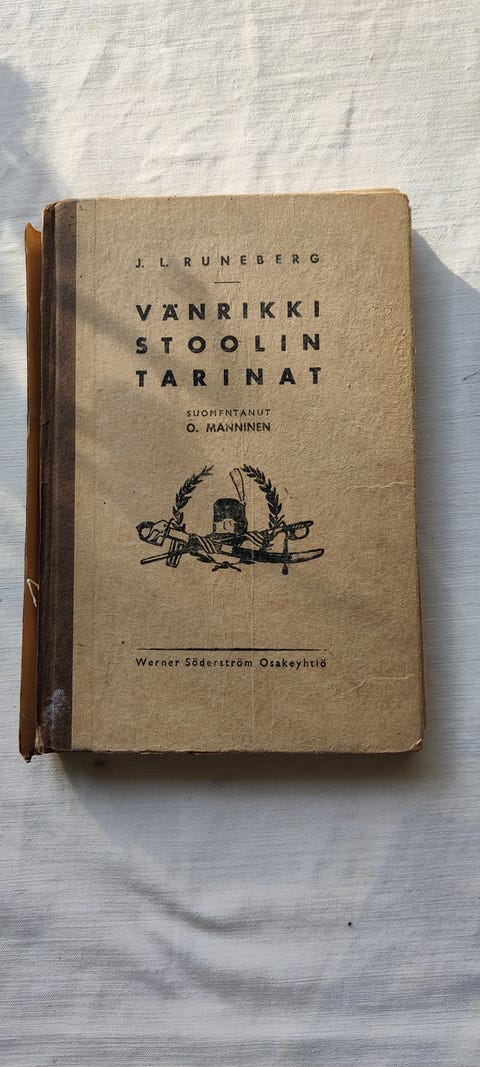 J. L. RUNEBERG
VÄNRIKKI
STOOLIN
TARINAT
SUOMENTANUT
O. MANNINEN
Werner Söderström Osakeyhtiö